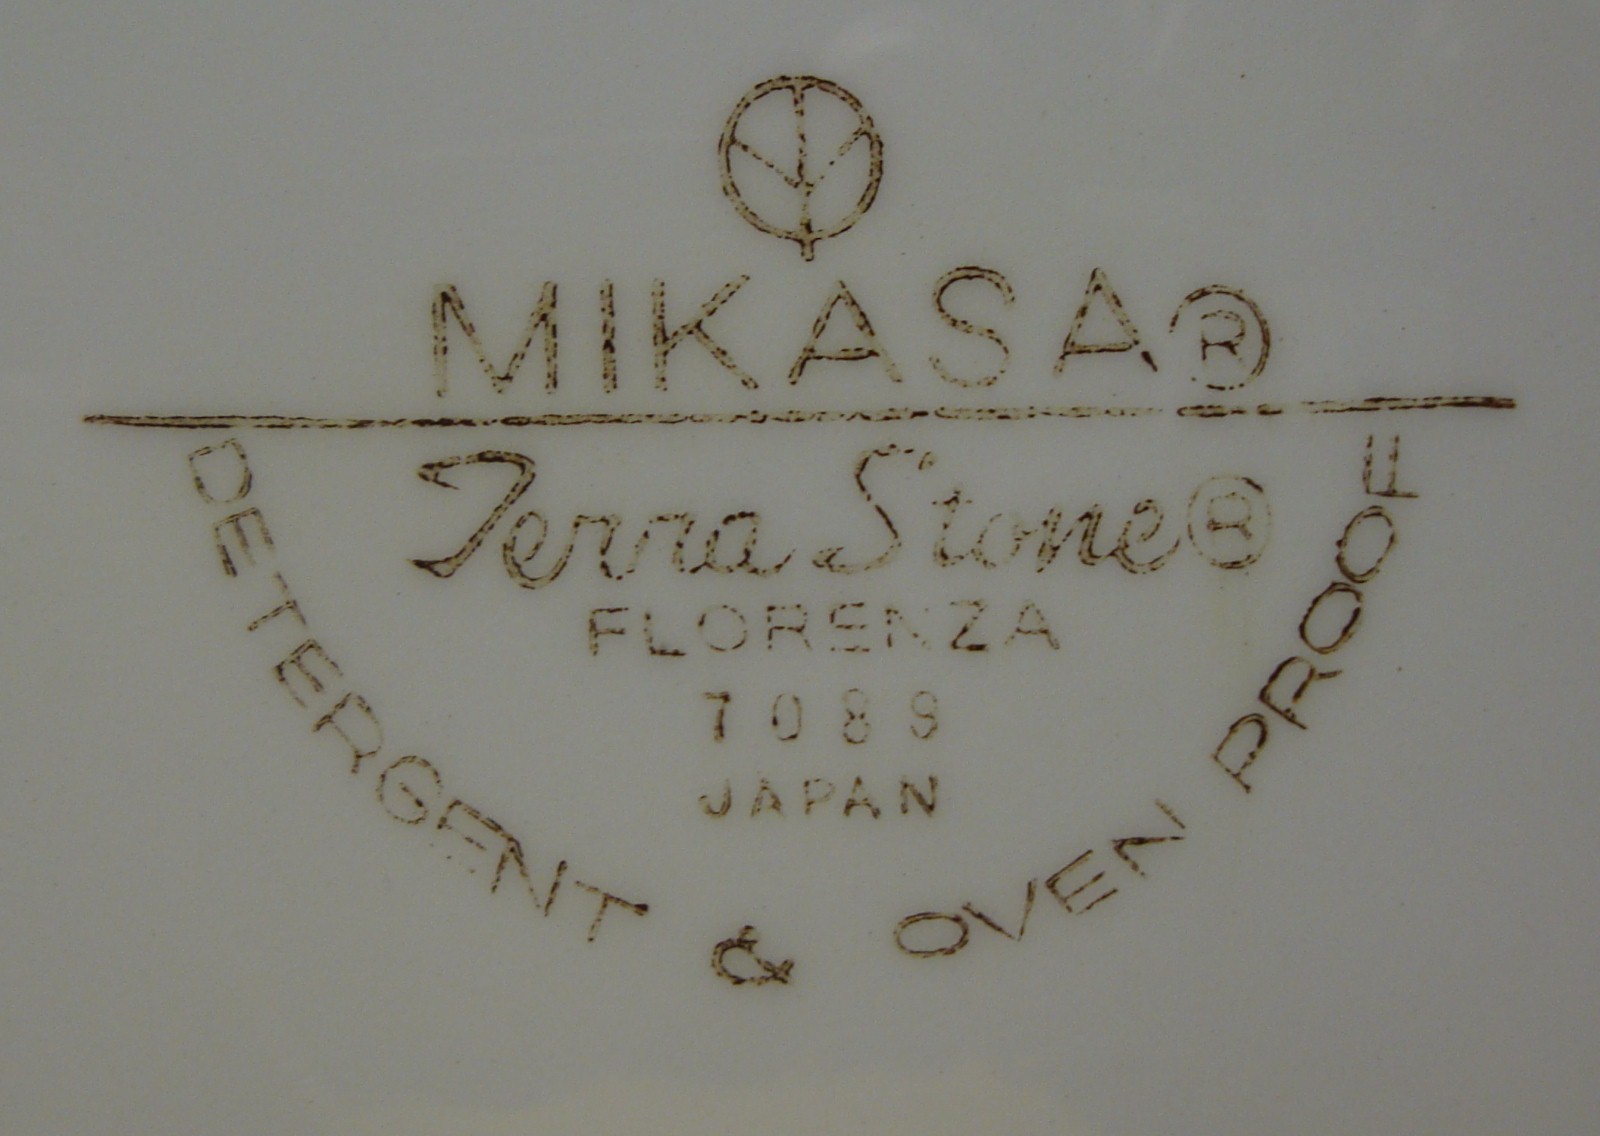 MIKASA®
Terra Stone®
FLORENZA
7089
JAPAN
DETERGENT & OVEN PROOF